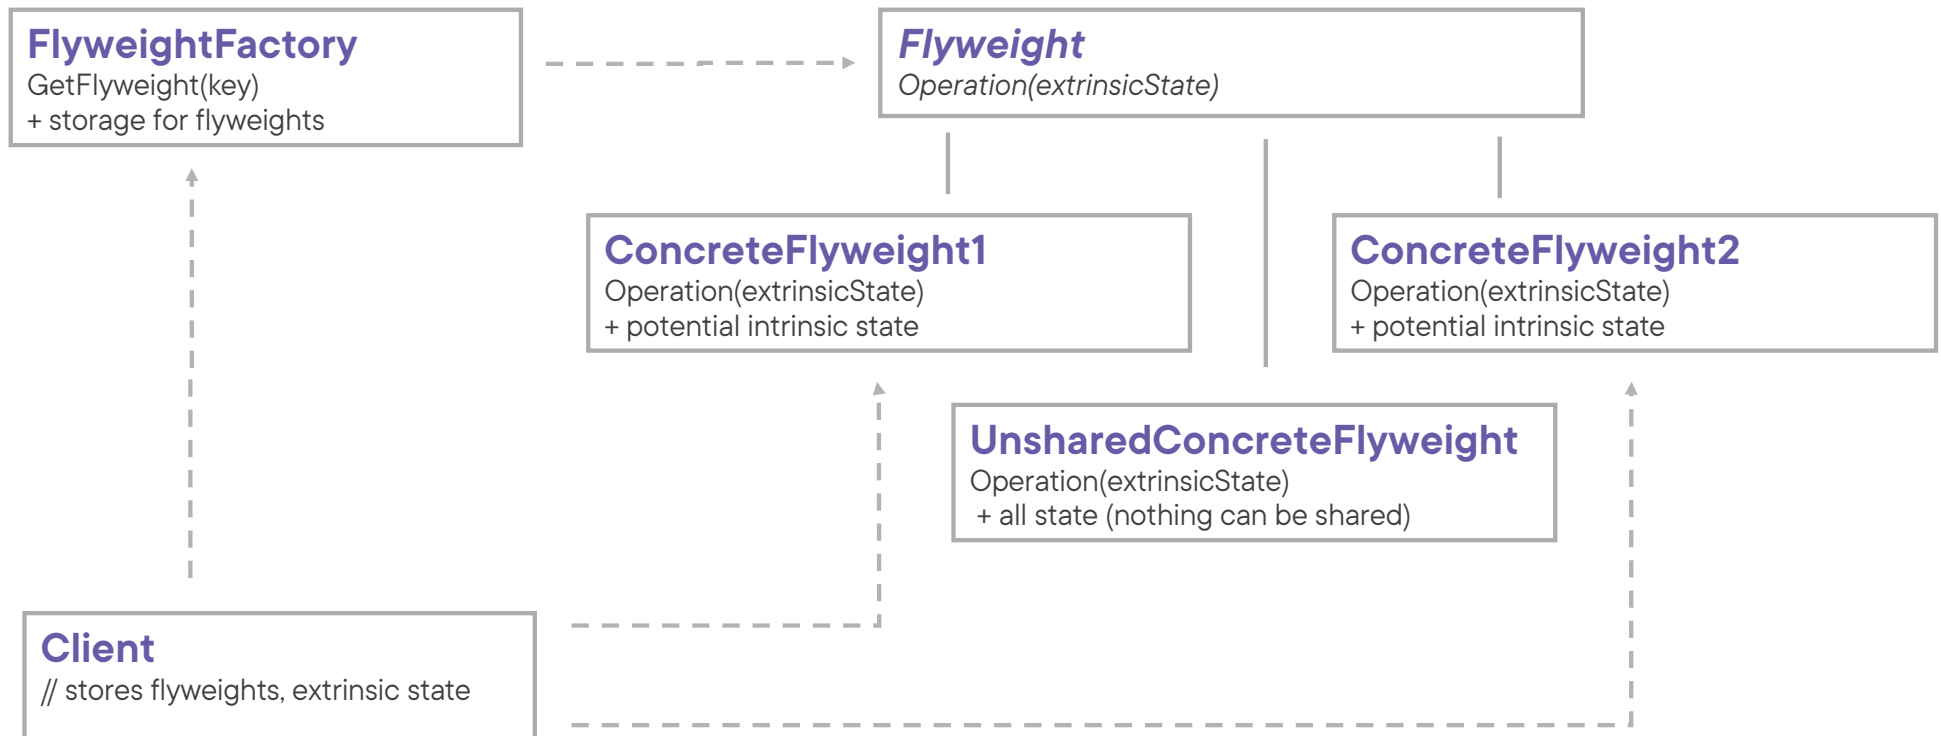 FlyweightFactory
GetFlyweight(key)
+ storage for flyweights
Flyweight
Operation(extrinsicState)
ConcreteFlyweight1
Operation(extrinsicState)
+ potential intrinsic state
ConcreteFlyweight2
Operation(extrinsicState)
+ potential intrinsic state
UnsharedConcreteFlyweight
Operation(extrinsicState)
+ all state (nothing can be shared)
Client
// stores flyweights, extrinsic state